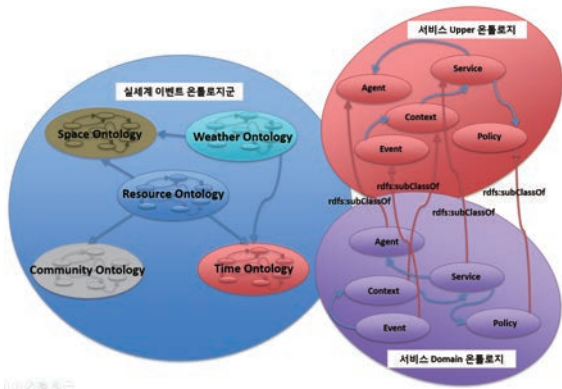 서비스 Upper 온톨로지
Service
Agent
Context
Event
Policy
실세계 이벤트 온톨로지군
Space Ontology
Weather Ontology
Resource Ontology
Community Ontology
Time Ontology
rdfs:subClassOf
rdfs:subClassOf
rdfs:subClassOf
rdfs:subClassOf
Agent
Service
Context
Event
Policy
서비스 Domain 온톨로지